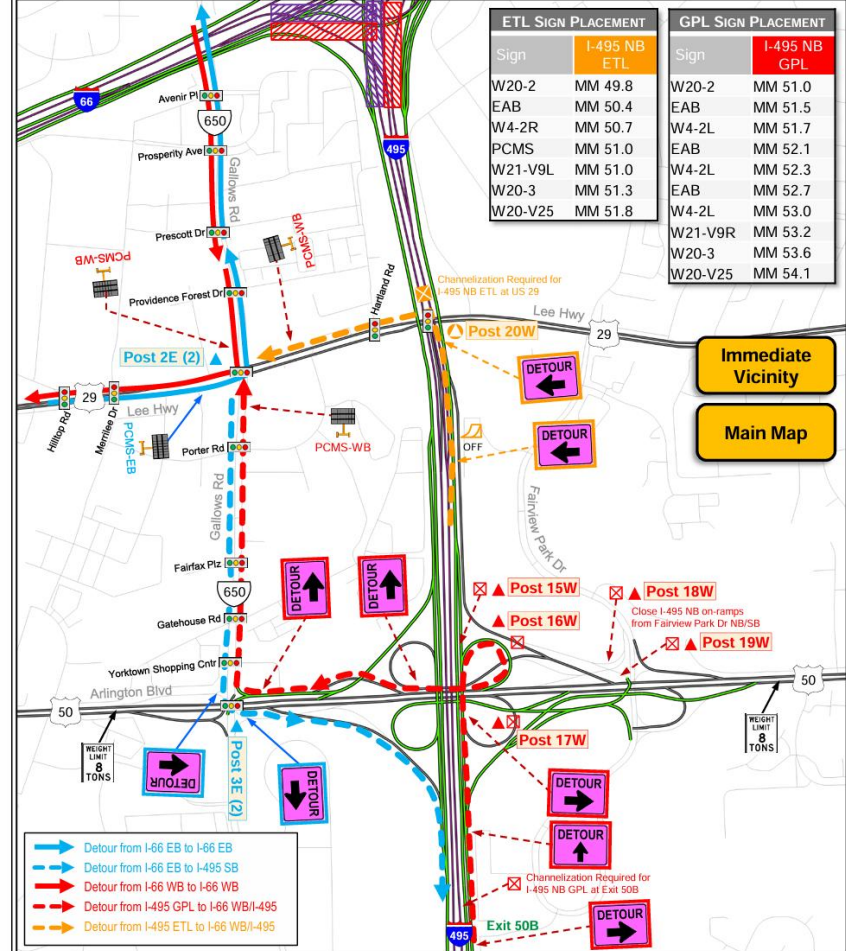 ETL SIGN PLACEMENT
Sign I-495 NB ETL
W20-2 MM 49.8
EAB MM 50.4
W4-2R MM 50.7
PCMS MM 51.0
W21-V9L MM 51.0
W20-3 MM 51.3
W20-V25 MM 51.8
GPL SIGN PLACEMENT
Sign I-495 NB GPL
W20-2 MM 51.0
EAB MM 51.5
W4-2L MM 51.7
EAB MM 52.1
W4-2L MM 52.3
EAB MM 52.7
W4-2L MM 53.0
W21-V9R MM 53.2
W20-3 MM 53.6
W20-V25 MM 54.1
66
Avenir Pl
650
Prosperity Ave
Gallows Rd
495
Prescott Dr
PCMS-WB
PCMS-WB
Providence Forest Dr
Hartland Rd
Channelization Required for
I-495 NB ETL at US 29
Lee Hwy
29
Post 20W
Post 2E (2)
DETOUR
Immediate
Vicinity
29
Lee Hwy
Hilltop Rd
Merrilee Dr
PCMS-EB
PCMS-WB
Porter Rd
OFF
DETOUR
Main Map
Gallows Rd
Fairview Park Dr
Fairfax Plz
650
DETOUR
DETOUR
Post 15W
Post 16W
Post 18W
Close I-495 NB on-ramps
from Fairview Park Dr NB/SB
Post 19W
Gatehouse Rd
Yorktown Shopping Cntr
Arlington Blvd
50
50
WEIGHT
LIMIT
8
TONS
WEIGHT
LIMIT
8
TONS
Post 17W
DETOUR
Post 3E (2)
DETOUR
DETOUR
DETOUR
Channelization Required for
I-495 NB GPL at Exit 50B
Exit 50B
DETOUR
495
Detour from I-66 EB to I-66 EB
Detour from I-66 EB to I-495 SB
Detour from I-66 WB to I-66 WB
Detour from I-495 GPL to I-66 WB/I-495
Detour from I-495 ETL to I-66 WB/I-495